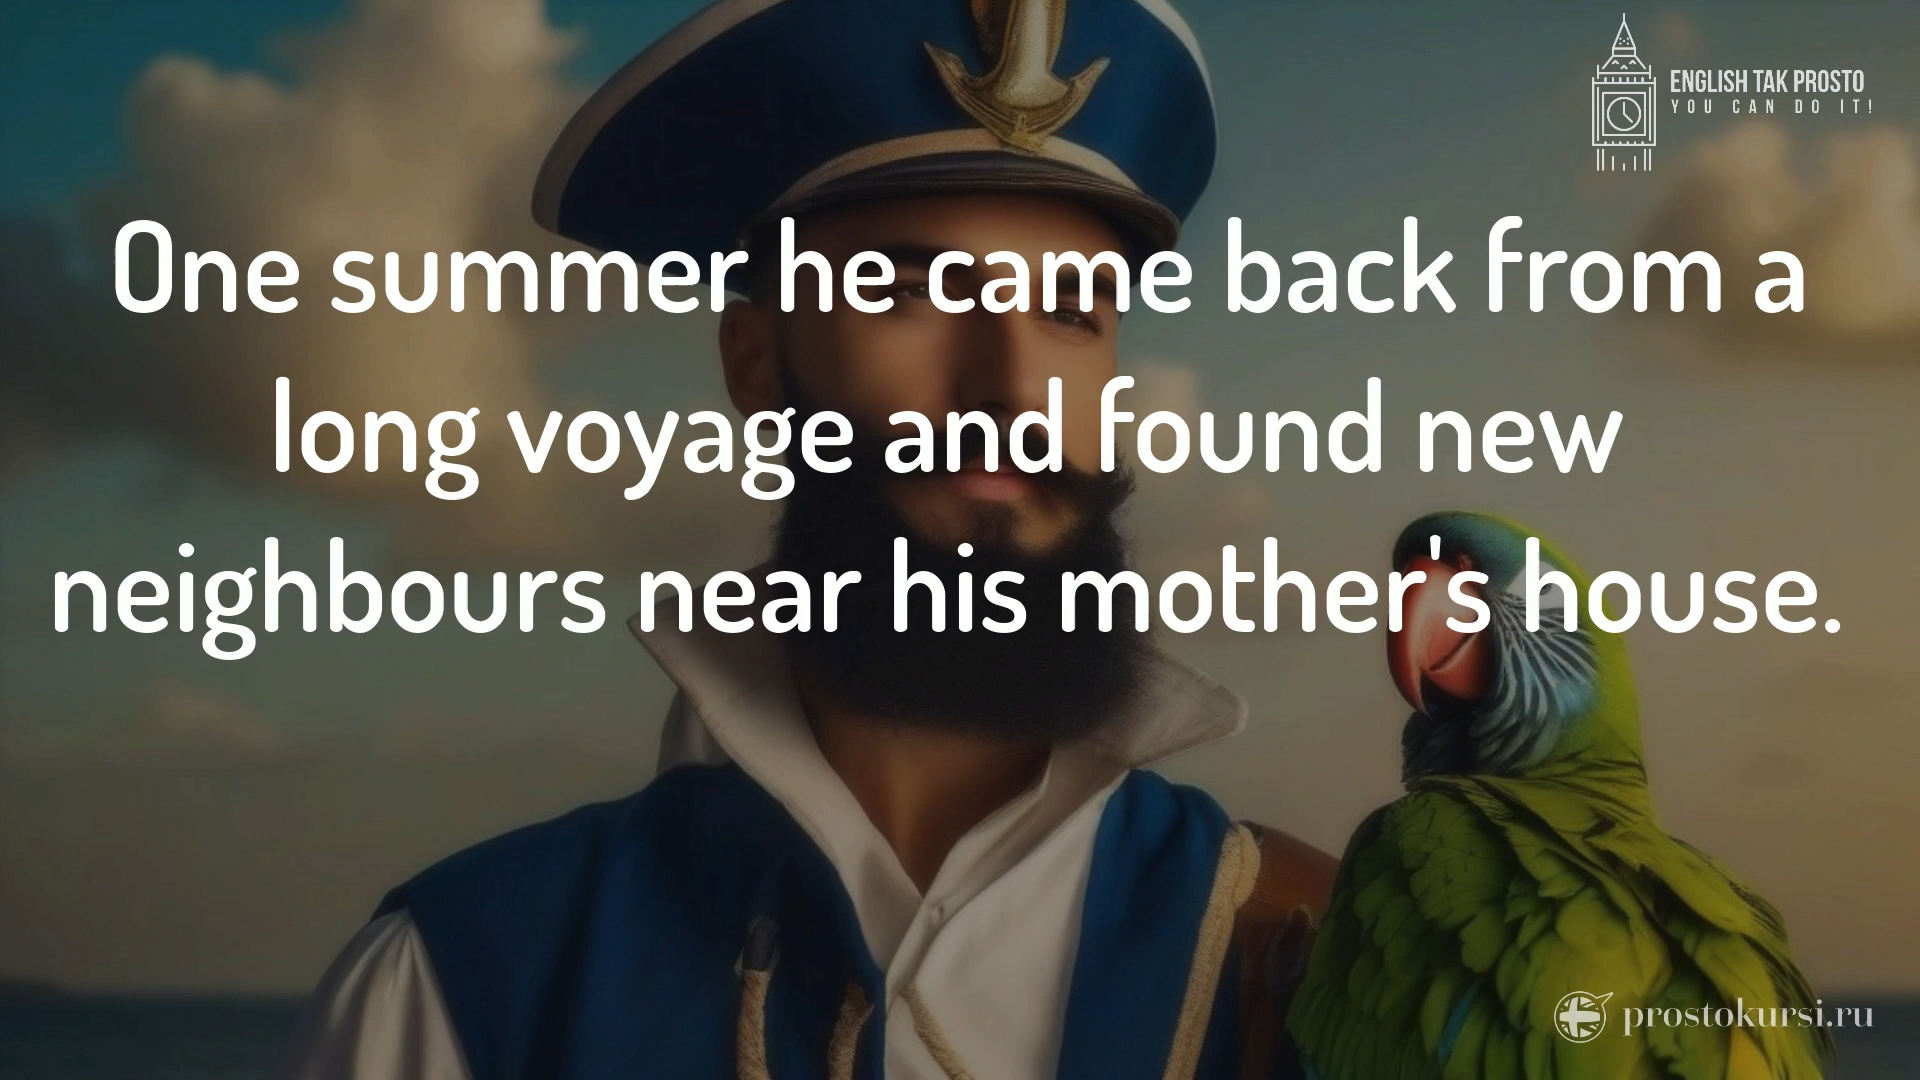 ENGLISH TAK PROSTO
YOU CAN DO IT!
One summer he came back from a
long voyage and found new
neighbours near his mother's house.
prostokursi.ru